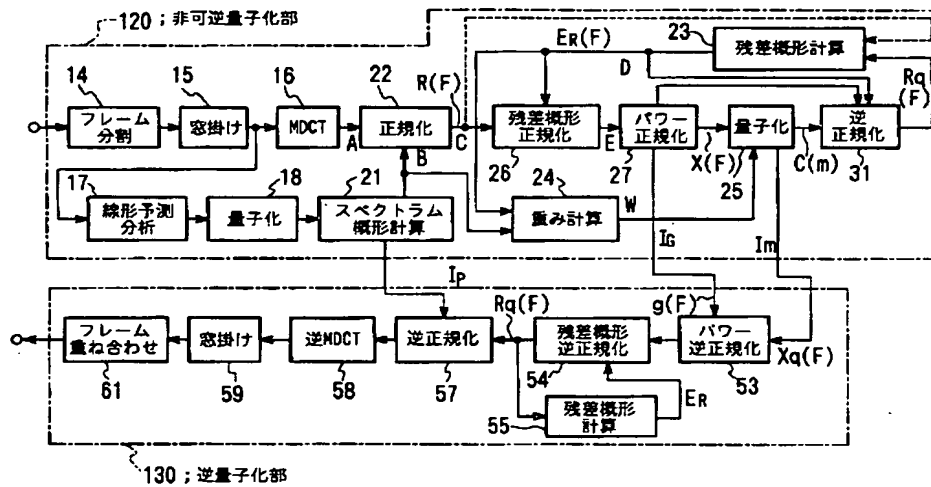 120；非可逆量子化部
14
15
16
22
23
フレーム
分割
窓掛け
MDCT
正規化
R(F)
A
B
C
ER(F)
D
残差概形計算
残差概形
正規化
26
E
パワー
正規化
27
X(F)
量子化
25
C(m)
逆
正規化
31
Rq
(F)
17
18
21
24
線形予測
分析
量子化
スペクトラム
概形計算
重み計算
W
IG
Im
IP
g(F)
Xq(F)
Rq(F)
フレーム
重ね合わせ
61
窓掛け
59
逆MDCT
58
逆正規化
57
残差概形
逆正規化
54
パワー
逆正規化
53
残差概形
計算
55
ER
130；逆量子化部